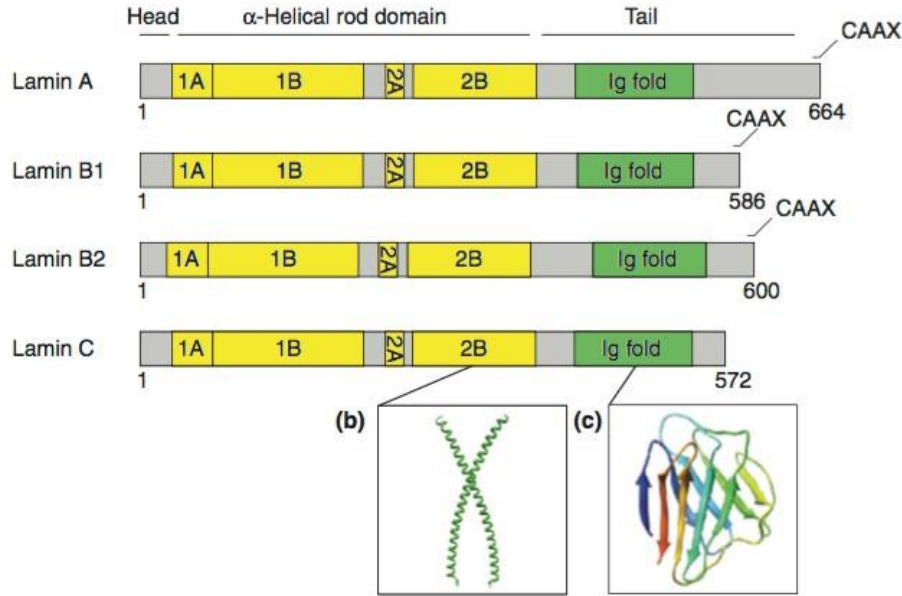 Head α-Helical rod domain Tail
CAAX
Lamin A 1A 1B 2A 2B Ig fold
1 664
CAAX
Lamin B1 1A 1B 2A 2B Ig fold
1 586
CAAX
Lamin B2 1A 1B 2A 2B Ig fold
1 600
Lamin C 1A 1B 2A 2B Ig fold
1 572
(b) (c)